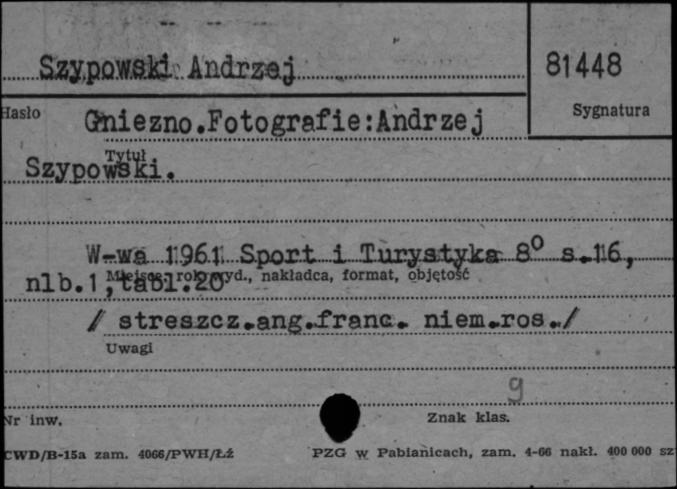 Szypowski Andrzej
81448
Hasło
Sygnatura
Gniezno.Fotografie:Andrzej
Tytuł
Szypowski.
W-wa 1961 Sport i Turystyka 8⁰ s.116,
Miejsce, rok wyd., nakładca, format, objętość
nlb.1,tabl.20
/ streszcz.ang.franc. niem.ros./
Uwagi
9
Nr inw.
Znak klas.
CWD/B-15a zam. 4066/PWH/Łź
PZG w Pabianicach, zam. 4-66 nakł. 400 000 sz